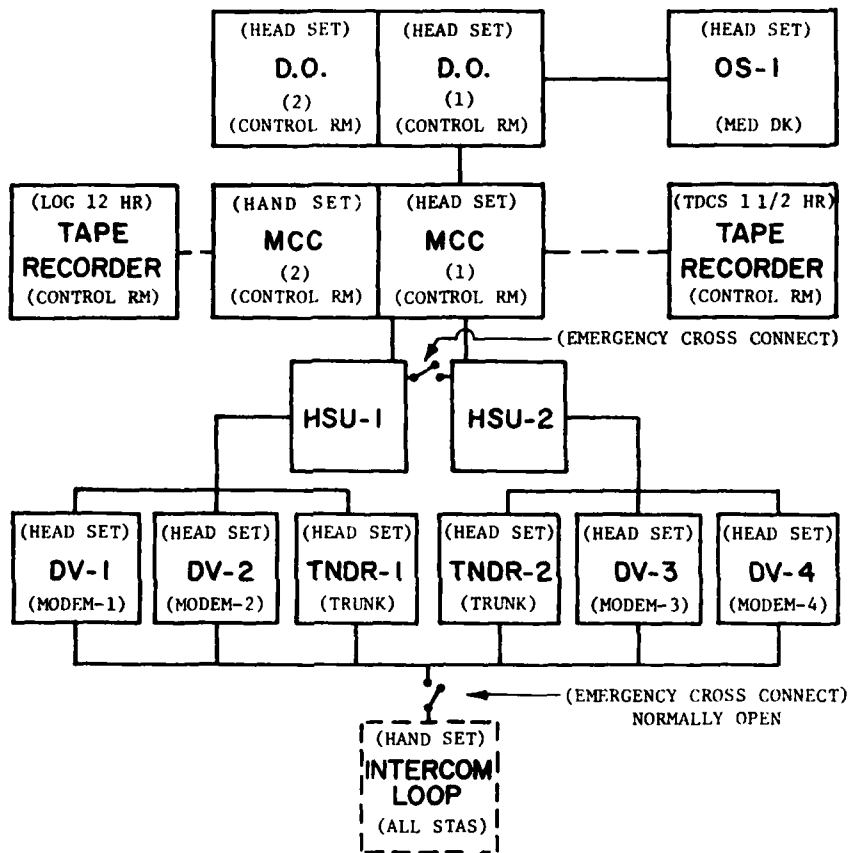 (HEAD SET)
D.O.
(2)
(CONTROL RM)
(HEAD SET)
D.O.
(1)
(CONTROL RM)
(HEAD SET)
OS-1
(MED DK)
(LOG 12 HR)
TAPE
RECORDER
(CONTROL RM)
(HAND SET)
MCC
(2)
(CONTROL RM)
(HEAD SET)
MCC
(1)
(CONTROL RM)
(TDCS 1 1/2 HR)
TAPE
RECORDER
(CONTROL RM)
(EMERGENCY CROSS CONNECT)
HSU-1
HSU-2
(HEAD SET)
DV-1
(MODEM-1)
(HEAD SET)
DV-2
(MODEM-2)
(HEAD SET)
TNDR-1
(TRUNK)
(HEAD SET)
TNDR-2
(TRUNK)
(HEAD SET)
DV-3
(MODEM-3)
(HEAD SET)
DV-4
(MODEM-4)
(EMERGENCY CROSS CONNECT)
NORMALLY OPEN
(HAND SET)
INTERCOM
LOOP
(ALL STAS)